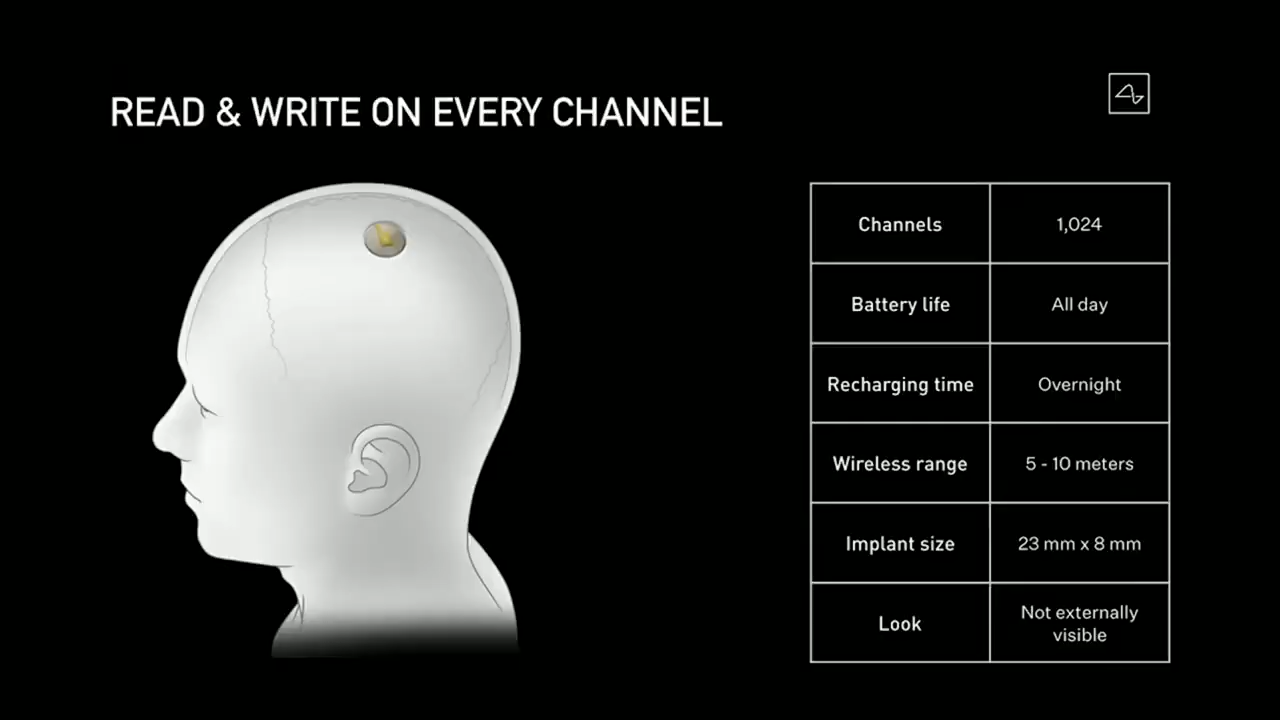 READ & WRITE ON EVERY CHANNEL
Channels
1,024
Battery life
All day
Recharging time
Overnight
Wireless range
5 - 10 meters
Implant size
23 mm x 8 mm
Look
Not externally
visible